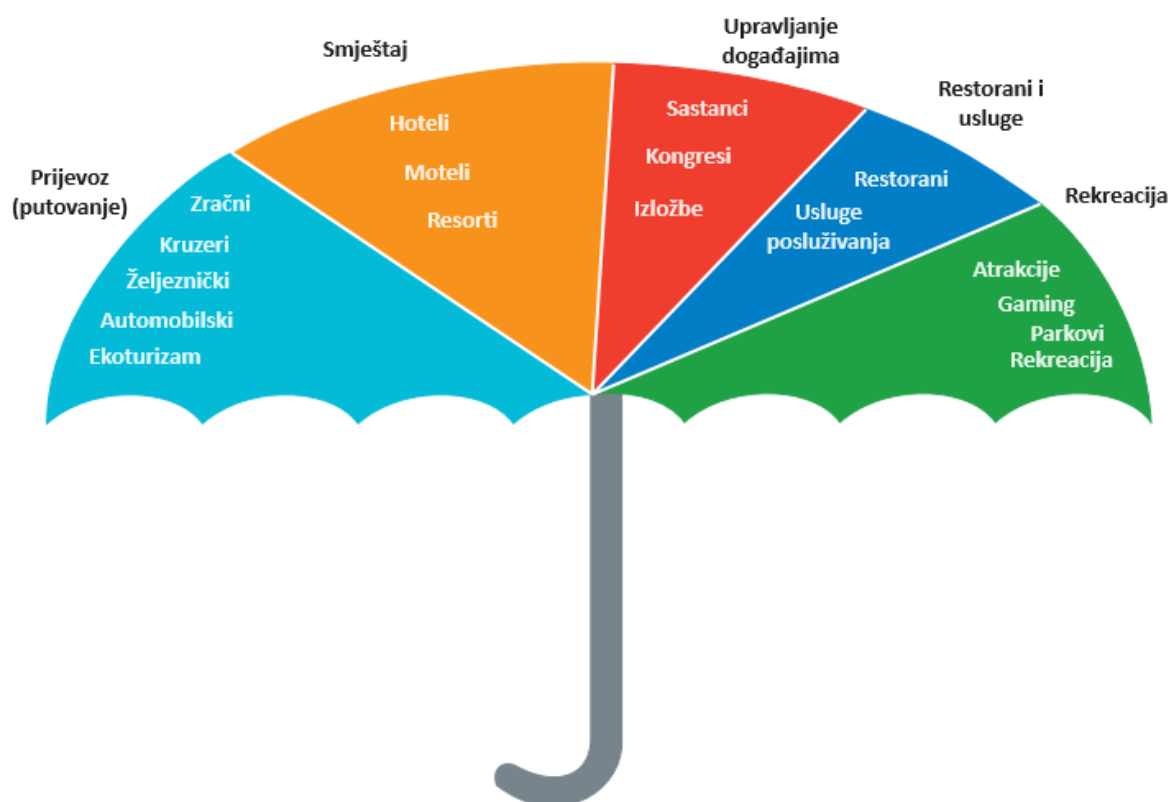 Prijevoz
(putovanje)
Zračni
Kruzeri
Željeznički
Automobilski
Ekoturizam
Smještaj
Hoteli
Moteli
Resorti
Upravljanje
događajima
Sastanci
Kongresi
Izložbe
Restorani i
usluge
Restorani
Usluge
posluživanja
Rekreacija
Atrakcije
Gaming
Parkovi
Rekreacija